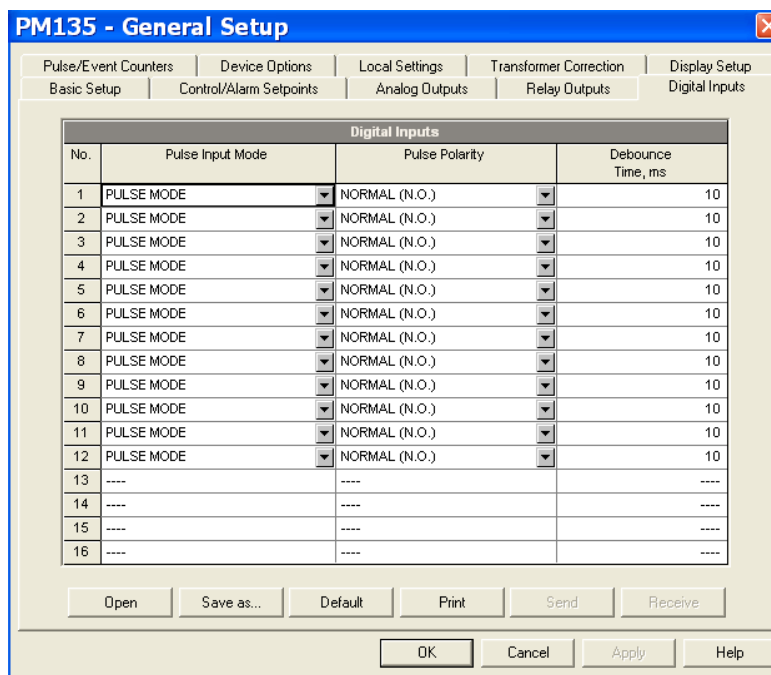 PM135 - General Setup
Pulse/Event Counters Device Options Local Settings Transformer Correction Display Setup
Basic Setup Control/Alarm Setpoints Analog Outputs Relay Outputs Digital Inputs
Digital Inputs
No. Pulse Input Mode Pulse Polarity Debounce
Time, ms
1 PULSE MODE NORMAL (N.O.) 10
2 PULSE MODE NORMAL (N.O.) 10
3 PULSE MODE NORMAL (N.O.) 10
4 PULSE MODE NORMAL (N.O.) 10
5 PULSE MODE NORMAL (N.O.) 10
6 PULSE MODE NORMAL (N.O.) 10
7 PULSE MODE NORMAL (N.O.) 10
8 PULSE MODE NORMAL (N.O.) 10
9 PULSE MODE NORMAL (N.O.) 10
10 PULSE MODE NORMAL (N.O.) 10
11 PULSE MODE NORMAL (N.O.) 10
12 PULSE MODE NORMAL (N.O.) 10
13 ---- ---- ----
14 ---- ---- ----
15 ---- ---- ----
16 ---- ---- ----
Open Save as... Default Print Send Receive
OK Cancel Apply Help